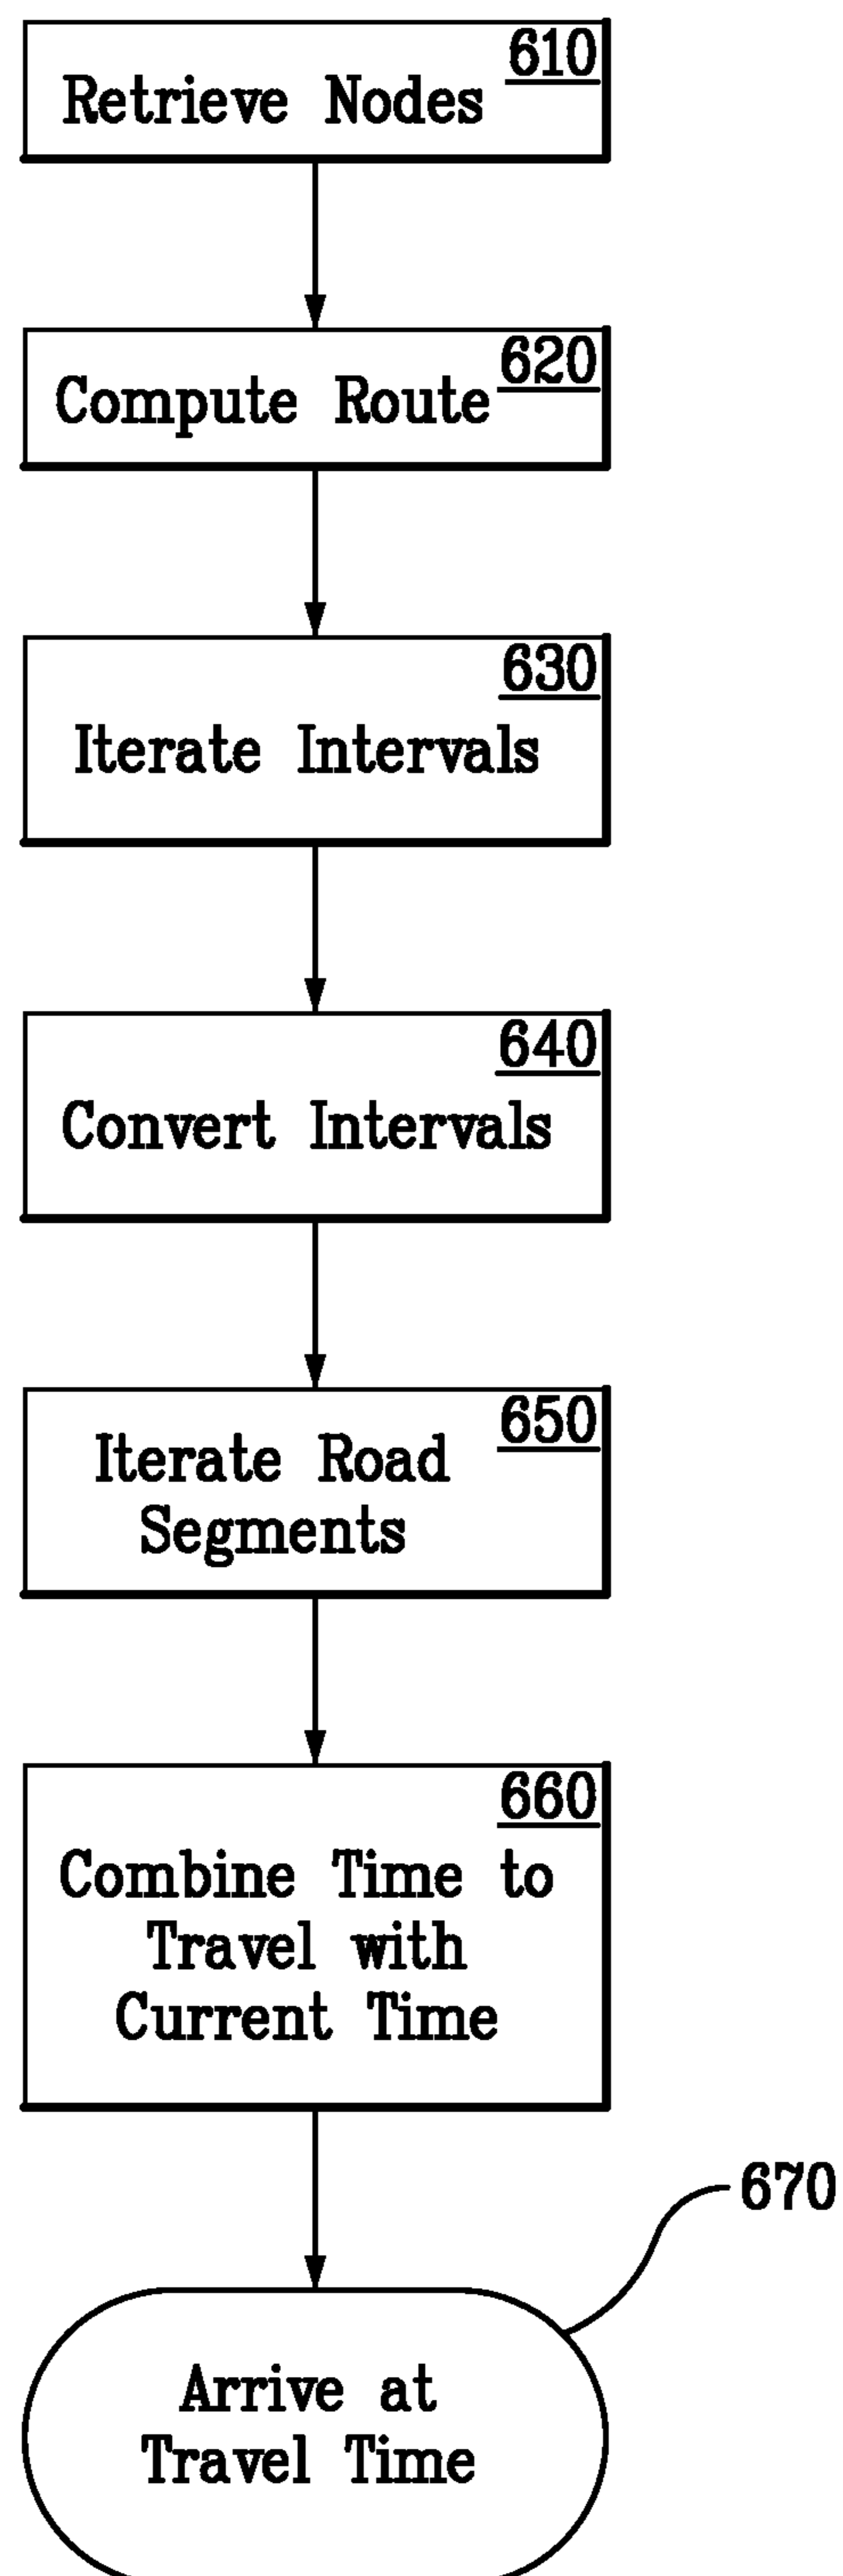 610
Retrieve Nodes
620
Compute Route
630
Iterate Intervals
640
Convert Intervals
650
Iterate Road
Segments
660
Combine Time to
Travel with
Current Time
670
Arrive at
Travel Time